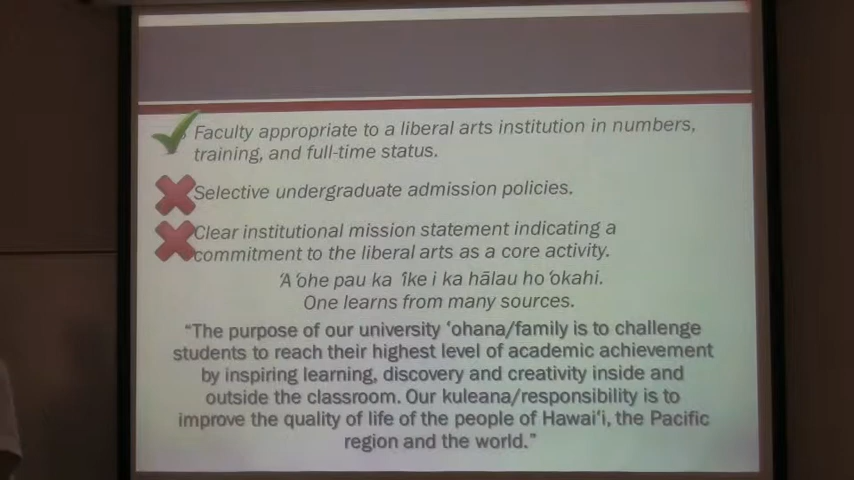 Faculty appropriate to a liberal arts institution in numbers,
training, and full-time status.
Selective undergraduate admission policies.
Clear institutional mission statement indicating a
commitment to the liberal arts as a core activity.
ʻAʻohe pau ka ʻīke i ka hālau hoʻokahi.
One learns from many sources.
“The purpose of our university ʻohana/family is to challenge
students to reach their highest level of academic achievement
by inspiring learning, discovery and creativity inside and
outside the classroom. Our kuleana/responsibility is to
improve the quality of life of the people of Hawaiʻi, the Pacific
region and the world.”